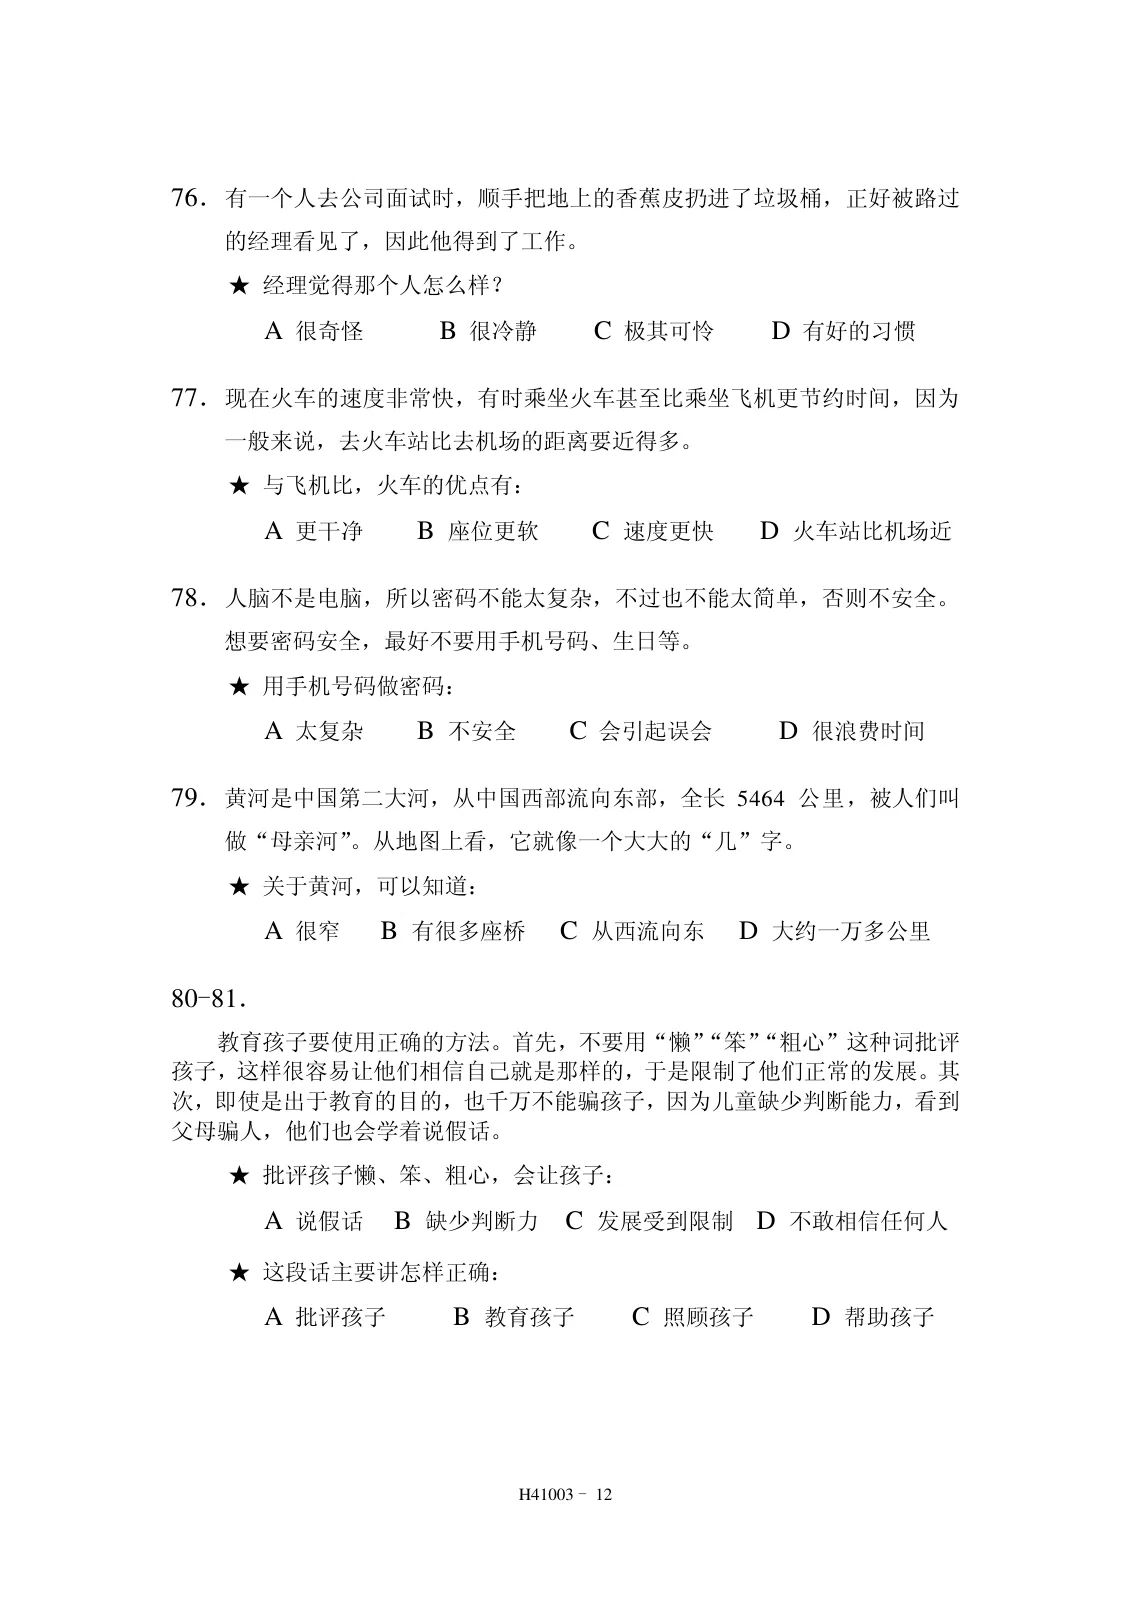 76．有一个人去公司面试时，顺手把地上的香蕉皮扔进了垃圾桶，正好被路过
的经理看见了，因此他得到了工作。
★ 经理觉得那个人怎么样？
A 很奇怪 B 很冷静 C 极其可怜 D 有好的习惯
77．现在火车的速度非常快，有时乘坐火车甚至比乘坐飞机更节约时间，因为
一般来说，去火车站比去机场的距离要近得多。
★ 与飞机比，火车的优点有：
A 更干净 B 座位更软 C 速度更快 D 火车站比机场近
78．人脑不是电脑，所以密码不能太复杂，不过也不能太简单，否则不安全。
想要密码安全，最好不要用手机号码、生日等。
★ 用手机号码做密码：
A 太复杂 B 不安全 C 会引起误会 D 很浪费时间
79．黄河是中国第二大河，从中国西部流向东部，全长 5464 公里，被人们叫
做“母亲河”。从地图上看，它就像一个大大的“几”字。
★ 关于黄河，可以知道：
A 很窄 B 有很多座桥 C 从西流向东 D 大约一万多公里
80-81．
教育孩子要使用正确的方法。首先，不要用“懒”“笨”“粗心”这种词批评
孩子，这样很容易让他们相信自己就是那样的，于是限制了他们正常的发展。其
次，即使是出于教育的目的，也千万不能骗孩子，因为儿童缺少判断能力，看到
父母骗人，他们也会学着说假话。
★ 批评孩子懒、笨、粗心，会让孩子：
A 说假话 B 缺少判断力 C 发展受到限制 D 不敢相信任何人
★ 这段话主要讲怎样正确：
A 批评孩子 B 教育孩子 C 照顾孩子 D 帮助孩子
H41003 - 12